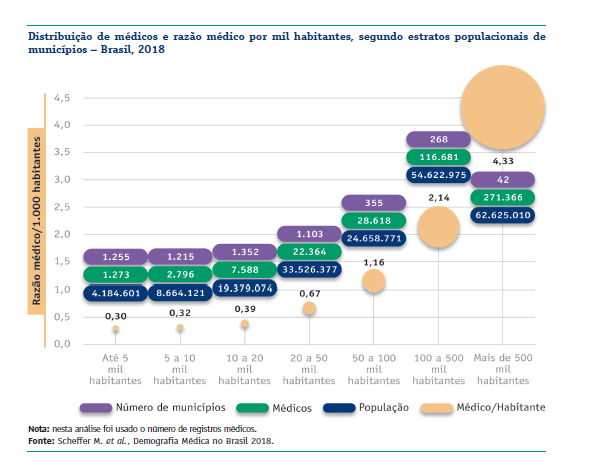 Distribuição de médicos e razão médico por mil habitantes, segundo estratos populacionais de
municípios – Brasil, 2018
Razão médico/1.000 habitantes
4,5
4,0
3,5
3,0
2,5
2,0
1,5
1,0
0,5
0,0
1.255
1.273
4.184.601
0,30
1.215
2.796
8.664.121
0,32
1.352
7.588
19.379.074
0,39
1.103
22.364
33.526.377
0,67
355
28.618
24.658.771
1,16
268
116.681
54.622.975
2,14
4,33
42
271.366
62.625.010
Até 5
mil
habitantes
5 a 10
mil
habitantes
10 a 20
mil
habitantes
20 a 50
mil
habitantes
50 a 100
mil
habitantes
100 a 500
mil
habitantes
Mais de 500
mil
habitantes
Número de municípios
Médicos
População
Médico/Habitante
Nota: nesta análise foi usado o número de registros médicos.
Fonte: Scheffer M. et al., Demografia Médica no Brasil 2018.